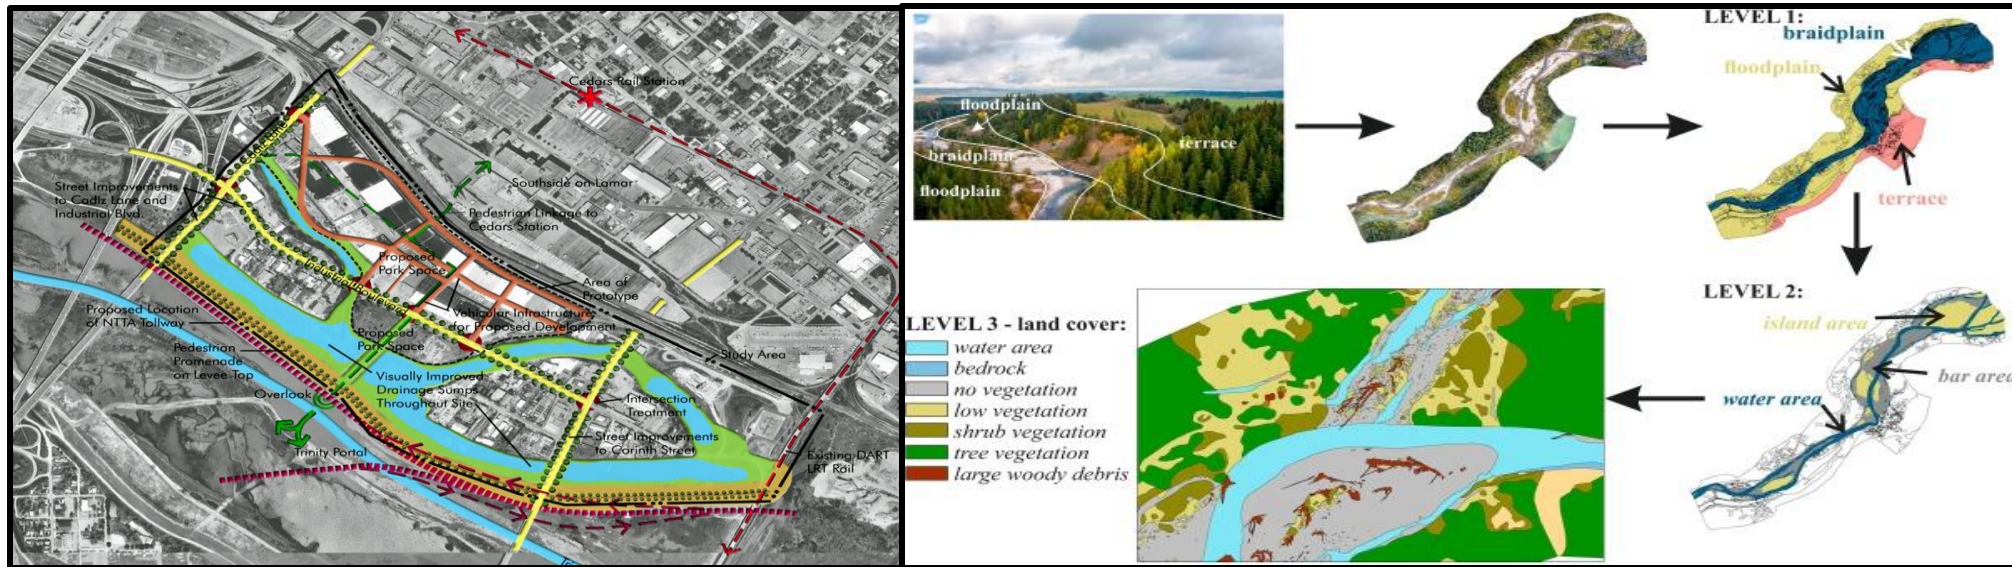 Cedars Rail Station
Cadiz Lane
Southside on Lamar
Street Improvements
to Cadiz Lane and
Industrial Blvd.
Pedestrian Linkage to
Cedars Station
Proposed
Park Space
Industrial Boulevard
Area of
Prototype
Proposed Location
of NTTA Tollway
Vehicular Infrastructure
for Proposed Development
Proposed
Park Space
Pedestrian
Promenade
on Levee Top
Study Area
Visually Improved
Drainage Sumps
Throughout Site
Overlook
Intersection
Treatment
Street Improvements
to Corinth Street
Trinity Portal
Existing DART
LRT Rail
floodplain
braidplain
floodplain
terrace
LEVEL 1:
braidplain
floodplain
terrace
LEVEL 2:
island area
bar area
water area
LEVEL 3 - land cover:
water area
bedrock
no vegetation
low vegetation
shrub vegetation
tree vegetation
large woody debris